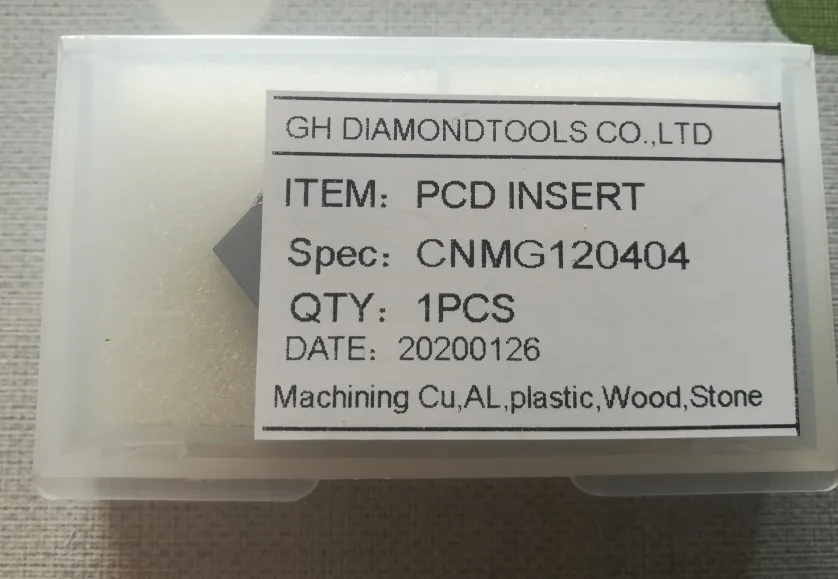 GH DIAMONDTOOLS CO.,LTD
ITEM: PCD INSERT
Spec: CNMG120404
QTY: 1PCS
DATE: 20200126
Machining Cu,AL,plastic,Wood,Stone